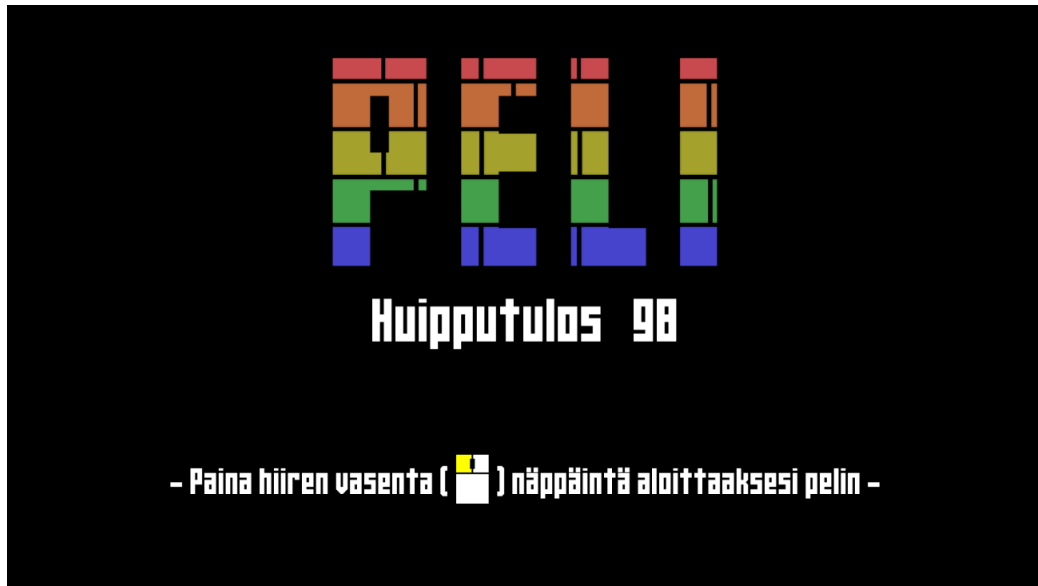 PELI
Huipputulos 98
- Paina hiiren vasenta ( ) näppäintä aloittaaksesi pelin -